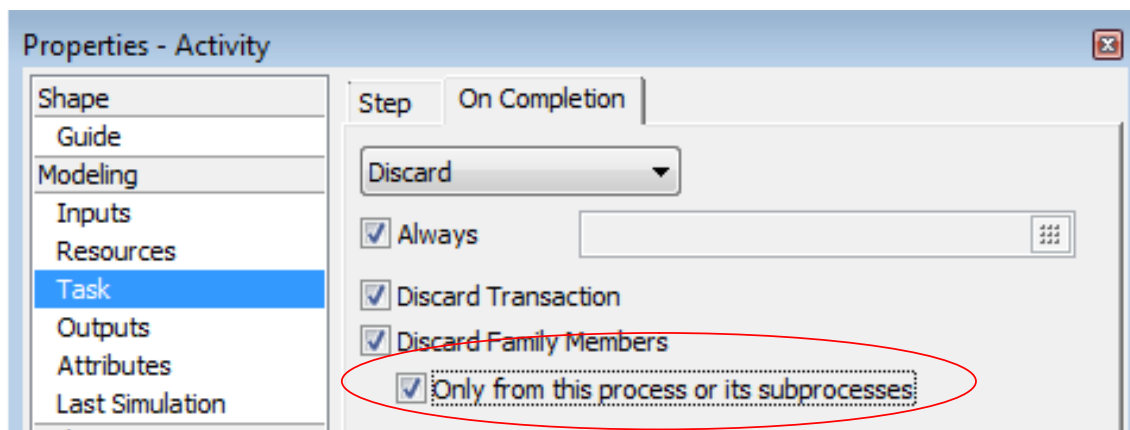 Properties - Activity
Shape
Guide
Modeling
Inputs
Resources
Task
Outputs
Attributes
Last Simulation
Step
On Completion
Discard
Always
Discard Transaction
Discard Family Members
Only from this process or its subprocesses